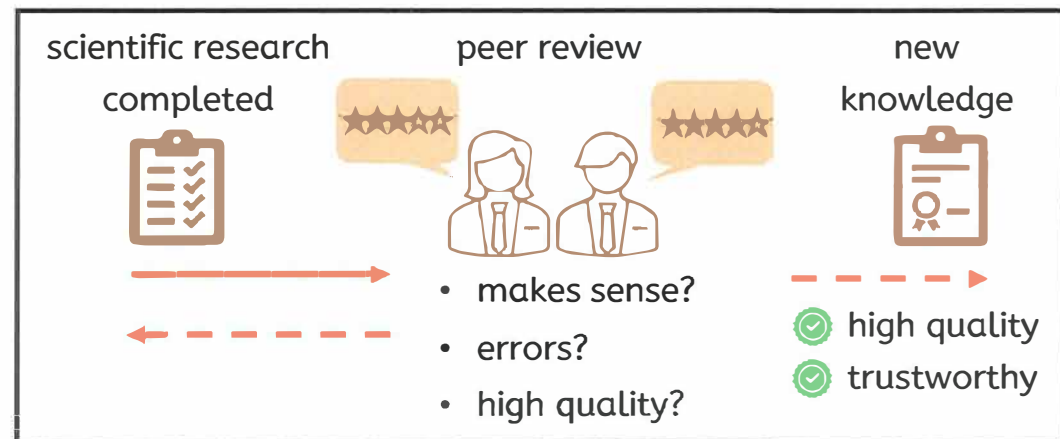 scientific research
completed
peer review
new
knowledge
• makes sense?
• errors?
• high quality?
high quality
trustworthy